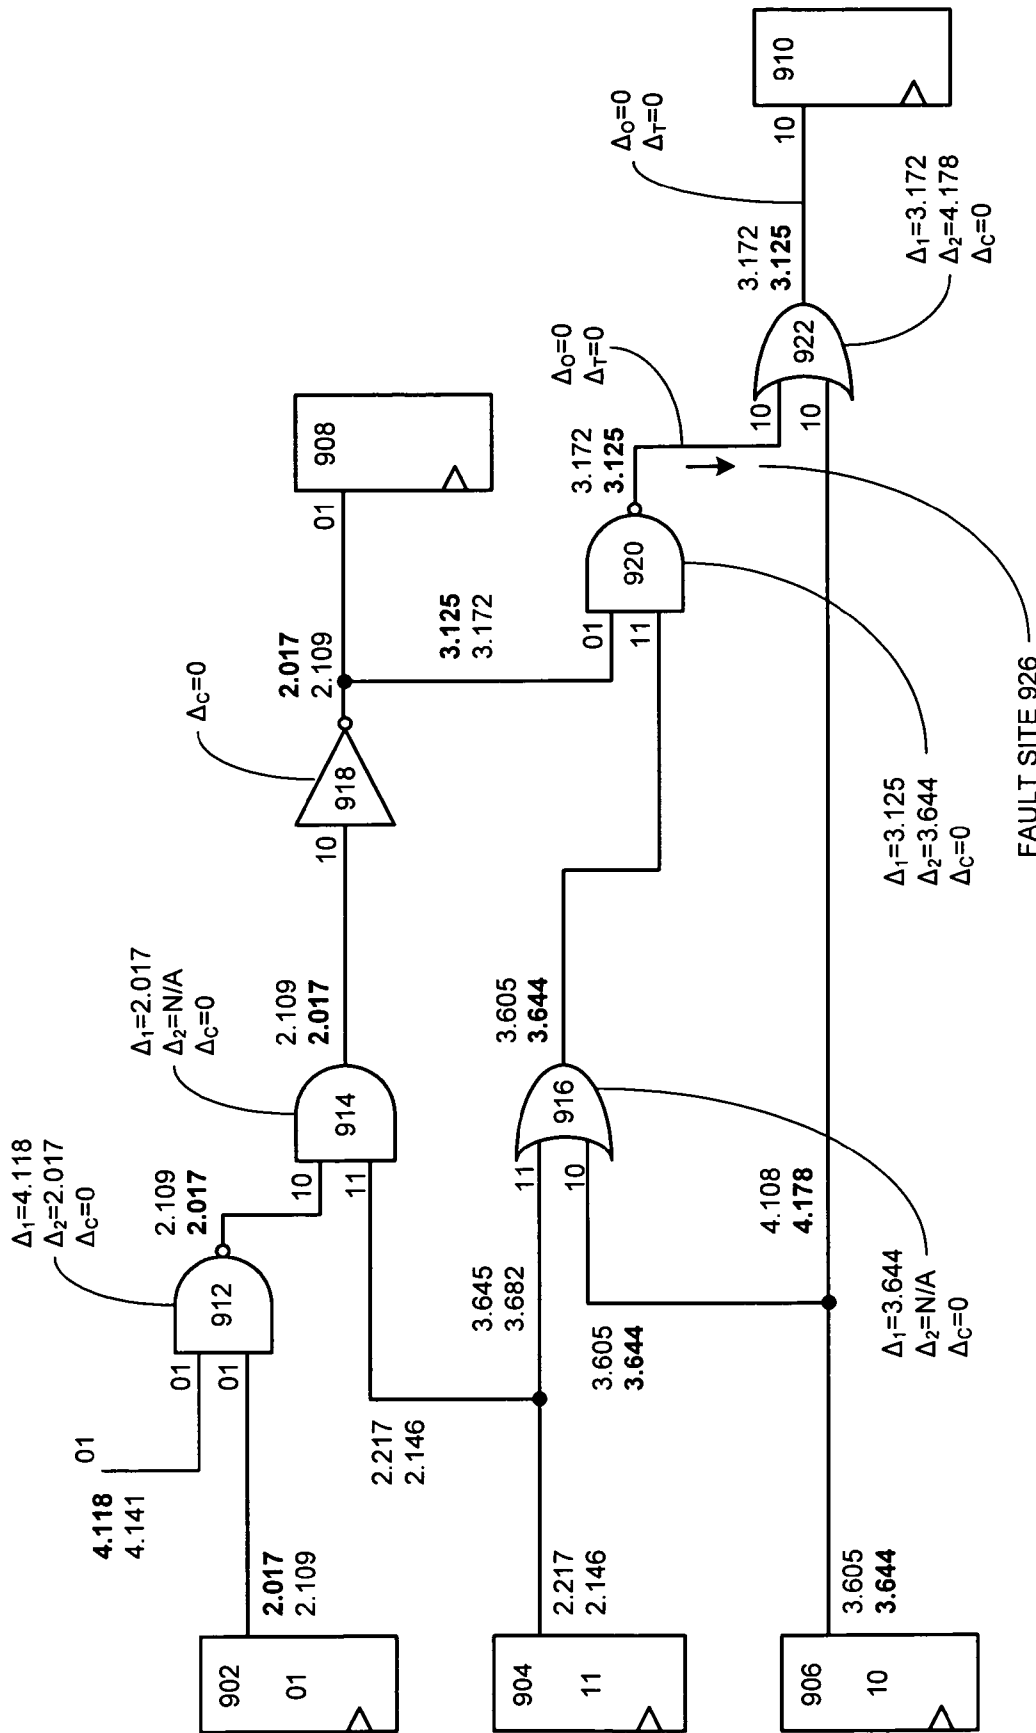 Δ1=4.118
Δ2=2.017
ΔC=0
Δ1=2.017
Δ2=N/A
ΔC=0
ΔC=0
01
4.118
4.141
01
01
912
2.109
2.017
10
11
914
2.109
2.017
10
918
2.017
2.109
01
908
902
01
2.017
2.109
2.217
2.146
3.125
3.172
ΔO=0
ΔT=0
ΔO=0
ΔT=0
904
11
2.217
2.146
3.645
3.682
11
10
916
3.605
3.644
3.605
3.644
01
11
920
3.172
3.125
10
10
922
3.172
3.125
10
910
906
10
3.605
3.644
4.108
4.178
Δ1=3.644
Δ2=N/A
ΔC=0
Δ1=3.125
Δ2=3.644
ΔC=0
Δ1=3.172
Δ2=4.178
ΔC=0
FAULT SITE 926